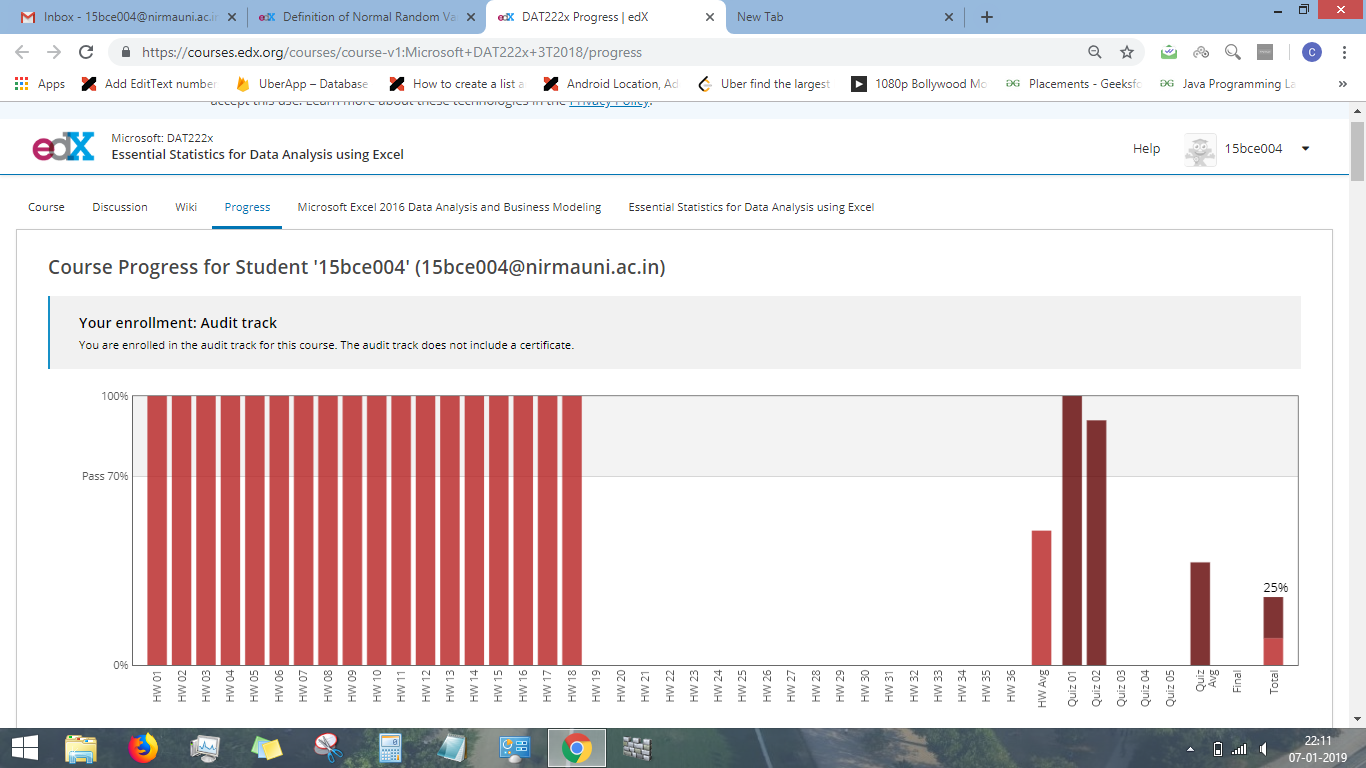 Inbox - 15bce004@nirmauni.ac.in
edX Definition of Normal Random Va
edX DAT222x Progress | edX
New Tab
https://courses.edx.org/courses/course-v1:Microsoft+DAT222x+3T2018/progress
C
Apps
Add EditText number
UberApp – Database
How to create a list a
Android Location, Ad
Uber find the largest
1080p Bollywood Mo
Placements - Geeksfo
Java Programming La
»
accept this use. Learn more about these technologies in the Privacy Policy.
edX
Microsoft: DAT222x
Essential Statistics for Data Analysis using Excel
Help
15bce004
Course
Discussion
Wiki
Progress
Microsoft Excel 2016 Data Analysis and Business Modeling
Essential Statistics for Data Analysis using Excel
Course Progress for Student '15bce004' (15bce004@nirmauni.ac.in)
Your enrollment: Audit track
You are enrolled in the audit track for this course. The audit track does not include a certificate.
100%
Pass 70%
0%
25%
HW 01
HW 02
HW 03
HW 04
HW 05
HW 06
HW 07
HW 08
HW 09
HW 10
HW 11
HW 12
HW 13
HW 14
HW 15
HW 16
HW 17
HW 18
HW 19
HW 20
HW 21
HW 22
HW 23
HW 24
HW 25
HW 26
HW 27
HW 28
HW 29
HW 30
HW 31
HW 32
HW 33
HW 34
HW 35
HW 36
HW Avg
Quiz 01
Quiz 02
Quiz 03
Quiz 04
Quiz 05
Quiz
Avg
Final
Total
22:11
07-01-2019